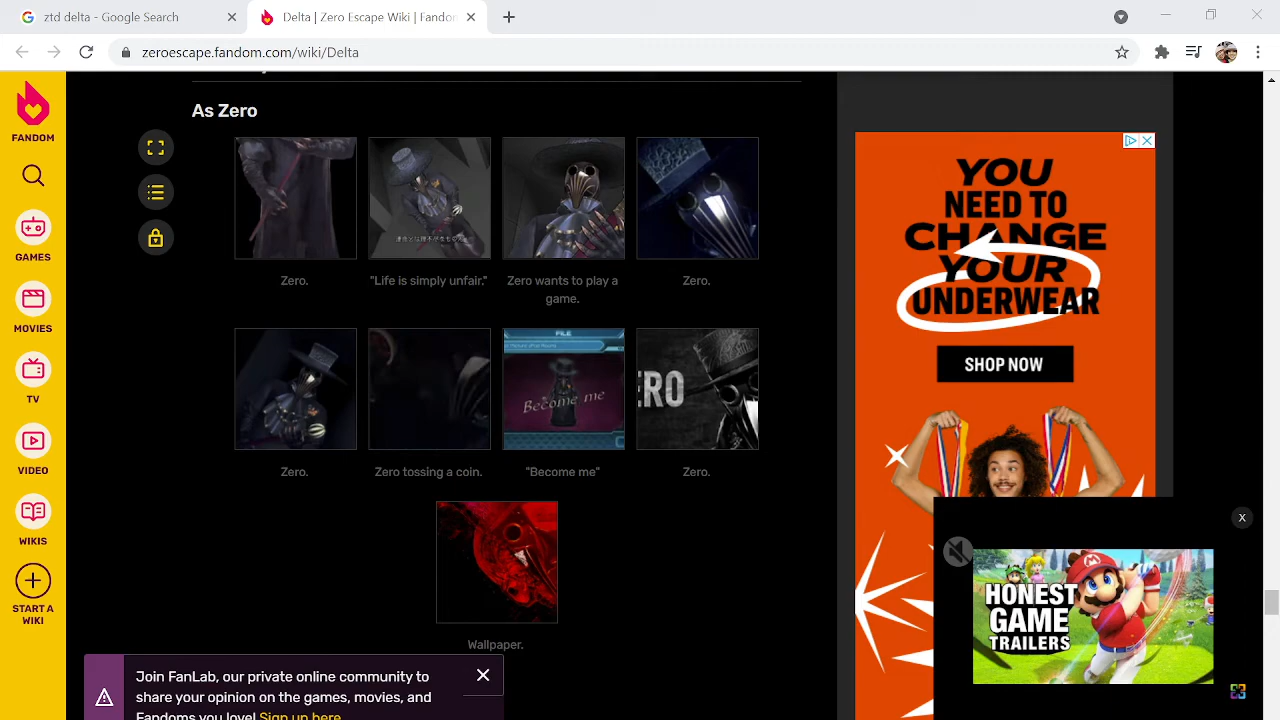 ztd delta - Google Search
Delta | Zero Escape Wiki | Fandom
zeroescape.fandom.com/wiki/Delta
FANDOM
GAMES
MOVIES
TV
VIDEO
WIKIS
START A
WIKI
As Zero
Zero.
"Life is simply unfair."
Zero wants to play a
game.
Zero.
FILE
Become me
ERO
Zero.
Zero tossing a coin.
"Become me"
Zero.
Wallpaper.
Join FanLab, our private online community to
share your opinion on the games, movies, and
Fandoms you love! Sign up here
YOU
NEED TO
CHANGE
YOUR
UNDERWEAR
SHOP NOW
X
HONEST
GAME
TRAILERS